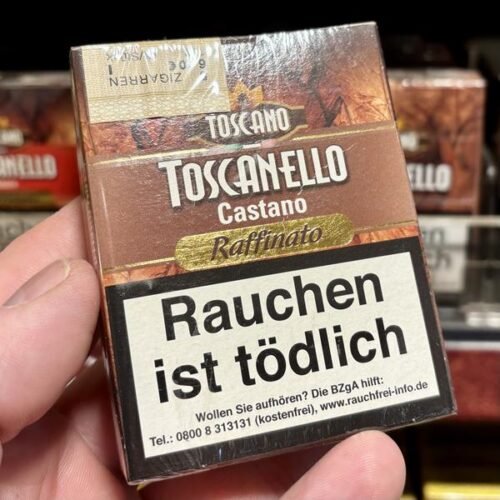 ZIGARREN
TOSCANO
TOSCANELLO
Castano
Raffinato
Rauchen
ist tödlich
Wollen Sie aufhören? Die BZgA hilft:
Tel.: 0800 8 313131 (kostenfrei), www.rauchfrei-info.de